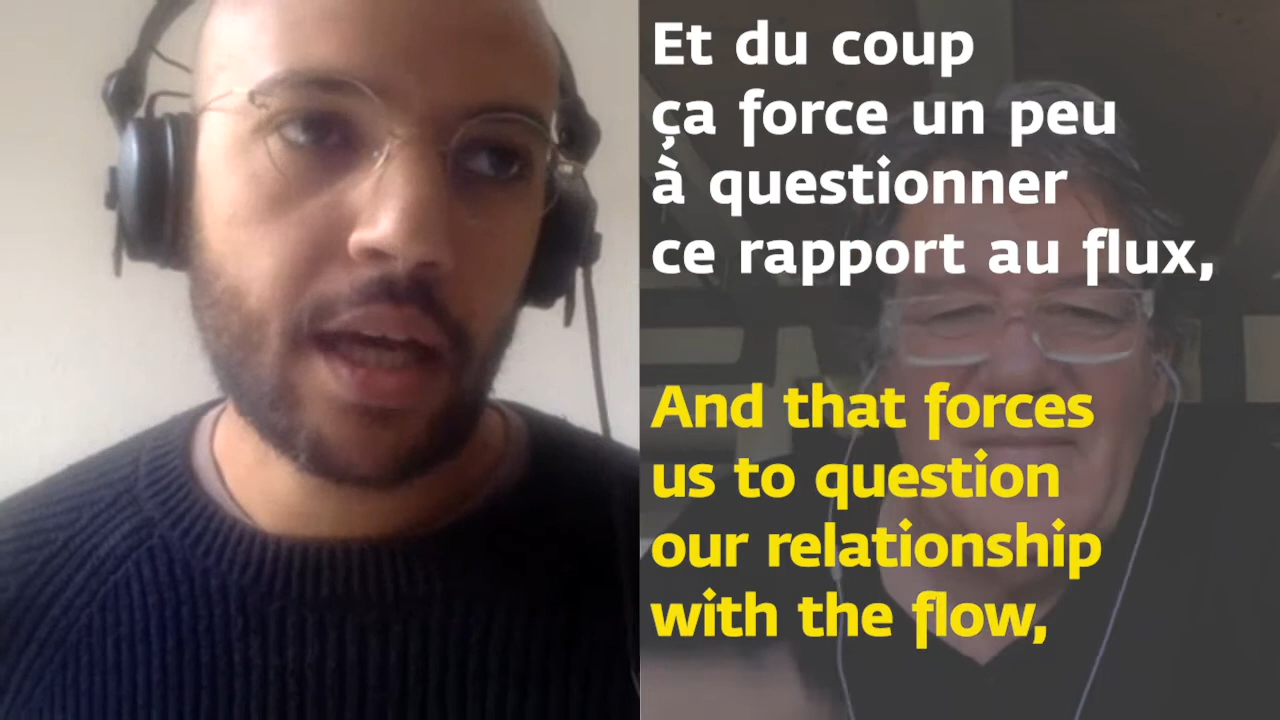 Et du coup
ça force un peu
à questionner
ce rapport au flux,
And that forces
us to question
our relationship
with the flow,